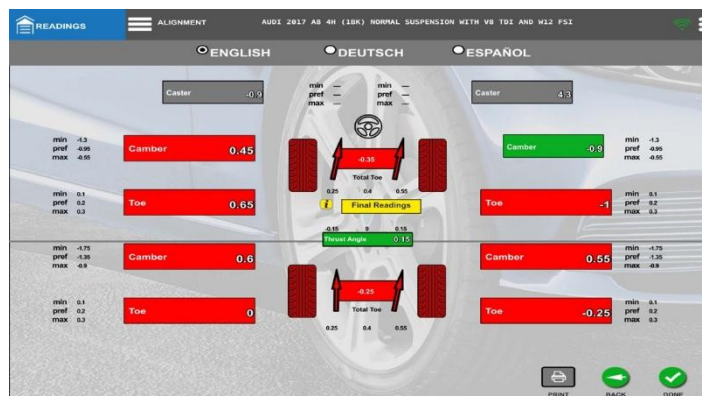 READINGS
ALIGNMENT
AUDI 2017 A8 4H (1BK) NORMAL SUSPENSION WITH V8 TDI AND W12 FSI
ENGLISH DEUTSCH ESPAÑOL
Caster -0.9
min — min —
pref — pref —
max — max —
Caster 4.3
min -1.3
pref -0.95
max -0.55
Camber 0.45
-0.35
Total Toe
0.25 0.4 0.55
Camber -0.9
min -1.3
pref -0.95
max -0.55
min 0.1
pref 0.2
max 0.3
Toe 0.65
i Final Readings
Toe -1
min 0.1
pref 0.2
max 0.3
-0.15 0 0.15
Thrust Angle 0.15
min -1.75
pref -1.35
max -0.9
Camber 0.6
Camber 0.55
min -1.75
pref -1.35
max -0.9
min 0.1
pref 0.2
max 0.3
Toe 0
-0.25
Total Toe
0.25 0.4 0.55
Toe -0.25
min 0.1
pref 0.2
max 0.3
PRINT BACK DONE